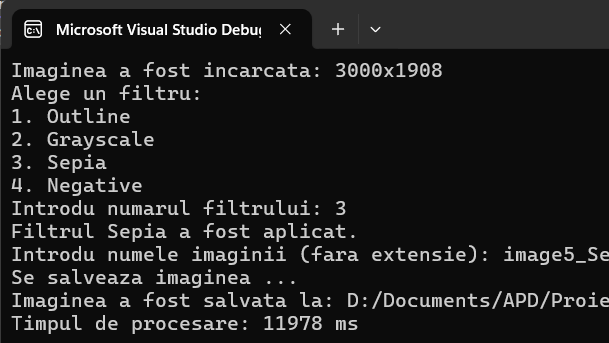 Microsoft Visual Studio Debug
Imaginea a fost incarcata: 3000x1908
Alege un filtru:
1. Outline
2. Grayscale
3. Sepia
4. Negative
Introdu numarul filtrului: 3
Filtrul Sepia a fost aplicat.
Introdu numele imaginii (fara extensie): image5_Se
Se salveaza imaginea ...
Imaginea a fost salvata la: D:/Documents/APD/Proie
Timpul de procesare: 11978 ms